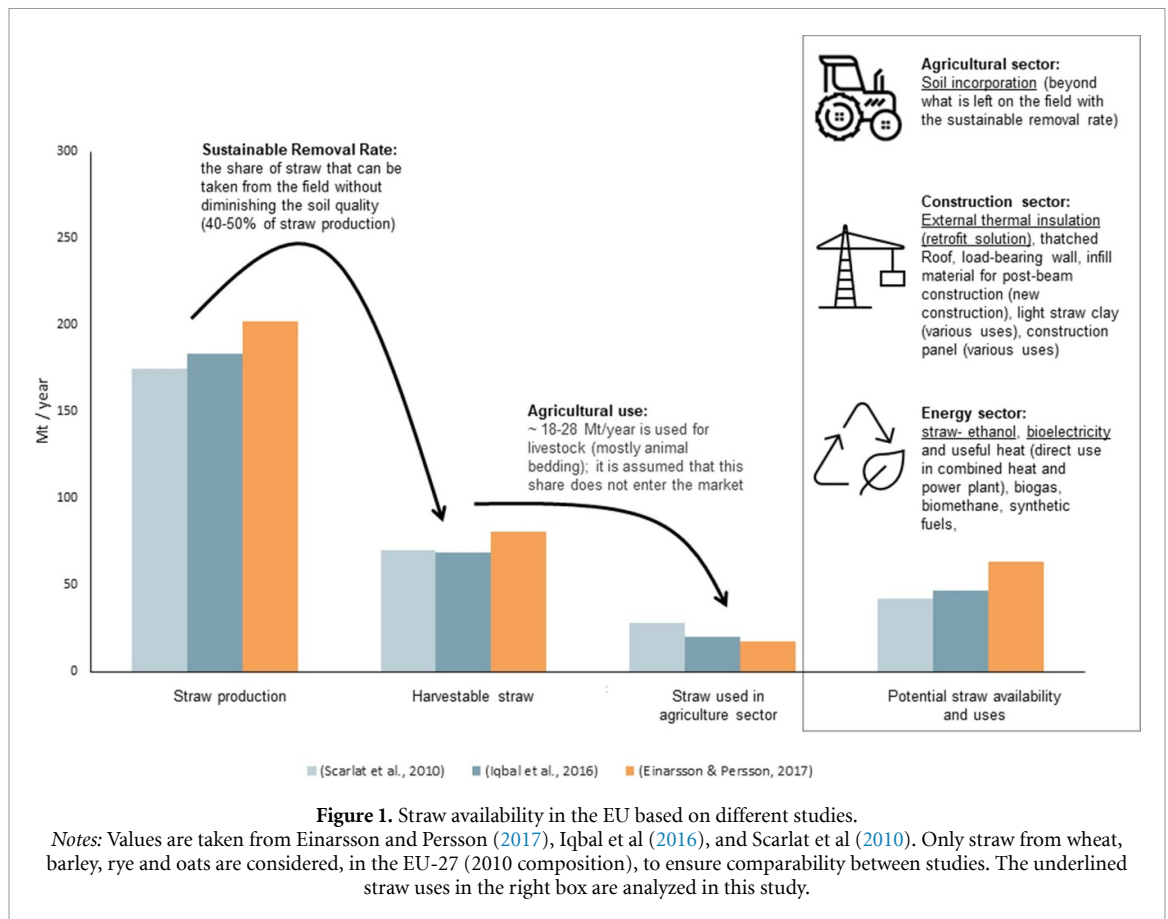 Sustainable Removal Rate:
the share of straw that can be
taken from the field without
diminishing the soil quality
(40-50% of straw production)
Mt / year
300
250
200
150
100
50
0
Agricultural use:
~ 18-28 Mt/year is used for
livestock (mostly animal
bedding); it is assumed that this
share does not enter the market
Agricultural sector:
Soil incorporation (beyond
what is left on the field with
the sustainable removal rate)
Construction sector:
External thermal insulation
(retrofit solution), thatched
Roof, load-bearing wall, infill
material for post-beam
construction (new
construction), light straw clay
(various uses), construction
panel (various uses)
Energy sector:
straw- ethanol, bioelectricity
and useful heat (direct use
in combined heat and
power plant), biogas,
biomethane, synthetic
fuels,
Straw production
Harvestable straw
:
Straw used in
agriculture sector
Potential straw availability
and uses
(Scarlat et al., 2010)
(Iqbal et al., 2016)
(Einarsson & Persson, 2017)
Figure 1. Straw availability in the EU based on different studies.
Notes: Values are taken from Einarsson and Persson (2017), Iqbal et al (2016), and Scarlat et al (2010). Only straw from wheat,
barley, rye and oats are considered, in the EU-27 (2010 composition), to ensure comparability between studies. The underlined
straw uses in the right box are analyzed in this study.